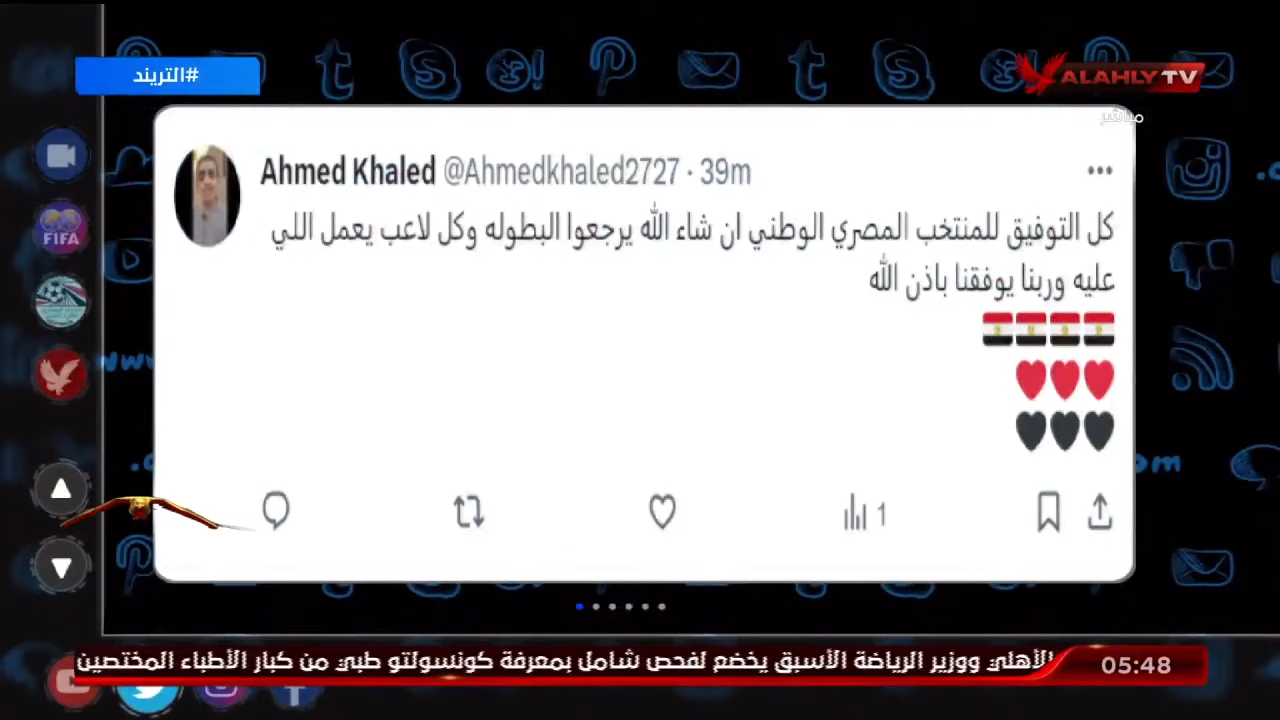 #التريند
ALAHLY TV
مباشر
Ahmed Khaled @Ahmedkhaled2727 · 39m
كل التوفيق للمنتخب المصري الوطني ان شاء الله يرجعوا البطوله وكل لاعب يعمل اللي
عليه وربنا يوفقنا باذن الله
1
FIFA
الأهلي ووزير الرياضة الأسبق يخضع لفحص شامل بمعرفة كونسولتو طبي من كبار الأطباء المختصين
05:48